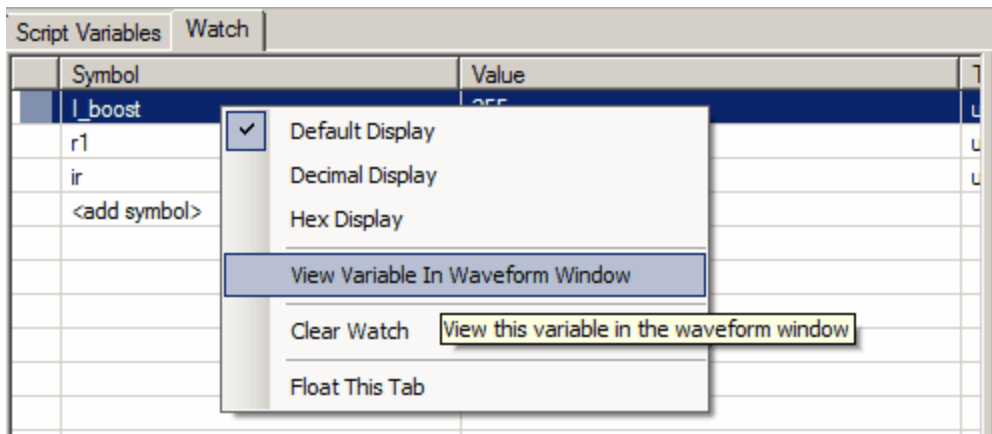 Script Variables Watch
Symbol Value T
l_boost 255 u
r1 u
ir u
<add symbol>
Default Display
Decimal Display
Hex Display
View Variable In Waveform Window
Clear Watch
View this variable in the waveform window
Float This Tab